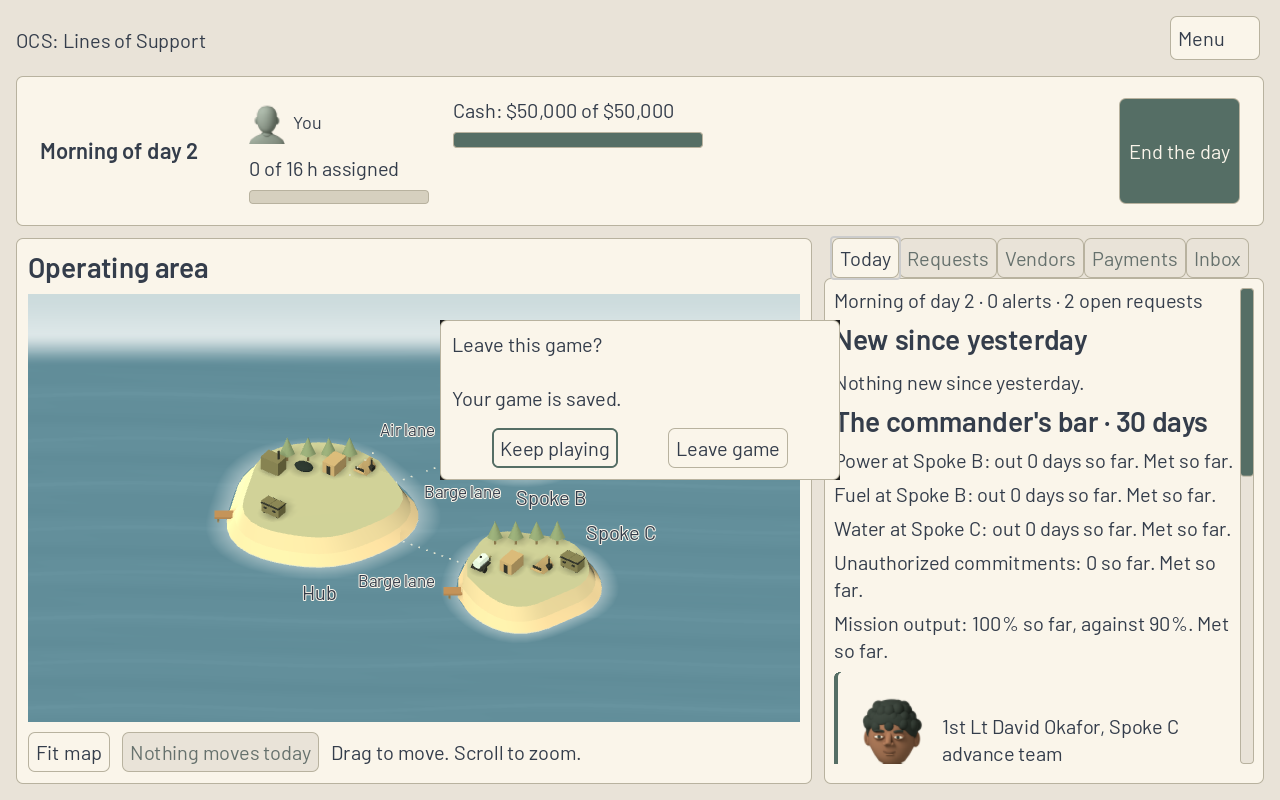 OCS: Lines of Support
Menu
Morning of day 2
You
0 of 16 h assigned
Cash: $50,000 of $50,000
End the day
Operating area
Air lane
Barge lane
Spoke B
Spoke C
Barge lane
Hub
Fit map
Nothing moves today
Drag to move. Scroll to zoom.
Leave this game?
Your game is saved.
Keep playing
Leave game
Today
Requests
Vendors
Payments
Inbox
Morning of day 2 · 0 alerts · 2 open requests
New since yesterday
Nothing new since yesterday.
The commander's bar · 30 days
Power at Spoke B: out 0 days so far. Met so far.
Fuel at Spoke B: out 0 days so far. Met so far.
Water at Spoke C: out 0 days so far. Met so far.
Unauthorized commitments: 0 so far. Met so
far.
Mission output: 100% so far, against 90%. Met
so far.
1st Lt David Okafor, Spoke C
advance team